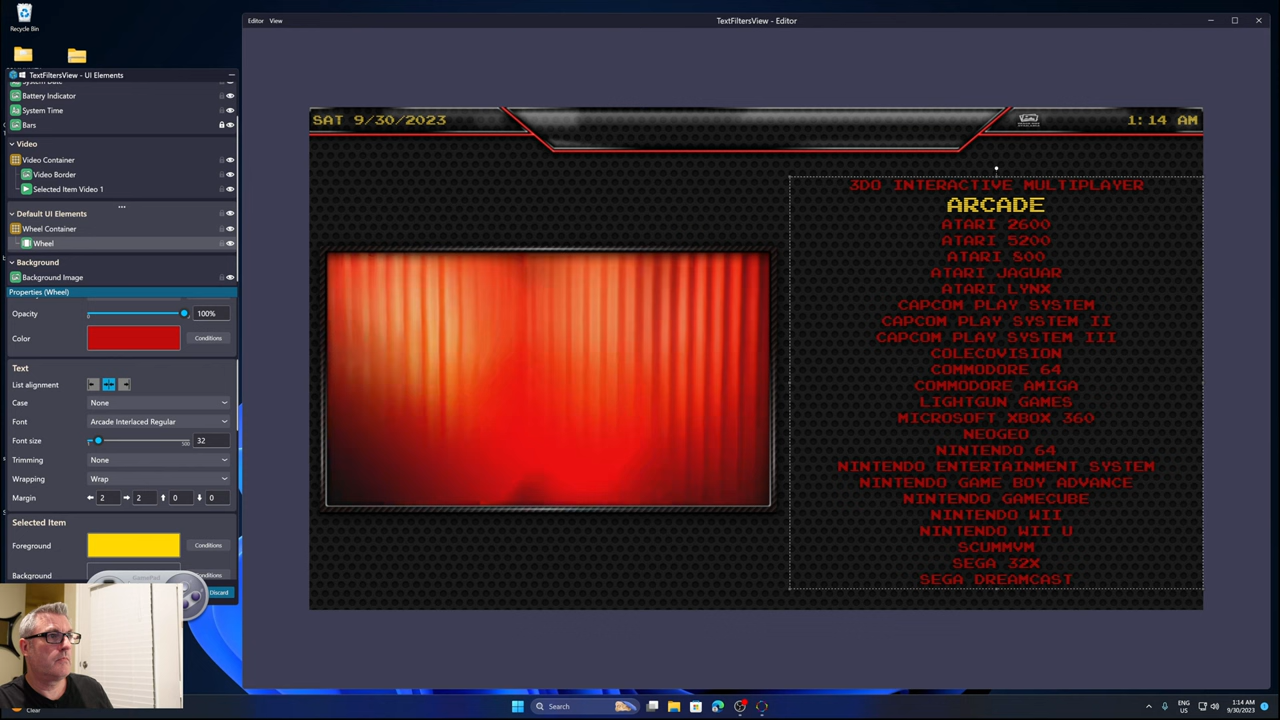 Recycle Bin
Editor View
TextFiltersView - Editor
TextFiltersView - UI Elements
Battery Indicator
System Time
Bars
Video
Video Container
Video Border
Selected Item Video 1
Default UI Elements
Wheel Container
Wheel
Background
Background Image
Properties (Wheel)
Opacity 100%
Color Conditions
Text
List alignment
Case None
Font Arcade Interlaced Regular
Font size 1 100 32
Trimming None
Wrapping Wrap
Margin 2 2 0 0
Selected Item
Foreground Conditions
Background Conditions
GamePad
Discard
SAT 9/30/2023
1:14 AM
3DO INTERACTIVE MULTIPLAYER
ARCADE
ATARI 2600
ATARI 5200
ATARI 800
ATARI JAGUAR
ATARI LYNX
CAPCOM PLAY SYSTEM
CAPCOM PLAY SYSTEM II
CAPCOM PLAY SYSTEM III
COLECOVISION
COMMODORE 64
COMMODORE AMIGA
LIGHTGUN GAMES
MICROSOFT XBOX 360
NEOGEO
NINTENDO 64
NINTENDO ENTERTAINMENT SYSTEM
NINTENDO GAME BOY ADVANCE
NINTENDO GAMECUBE
NINTENDO WII
NINTENDO WII U
SCUMMVM
SEGA 32X
SEGA DREAMCAST
Clear
Search
ENG
US
1:14 AM
9/30/2023